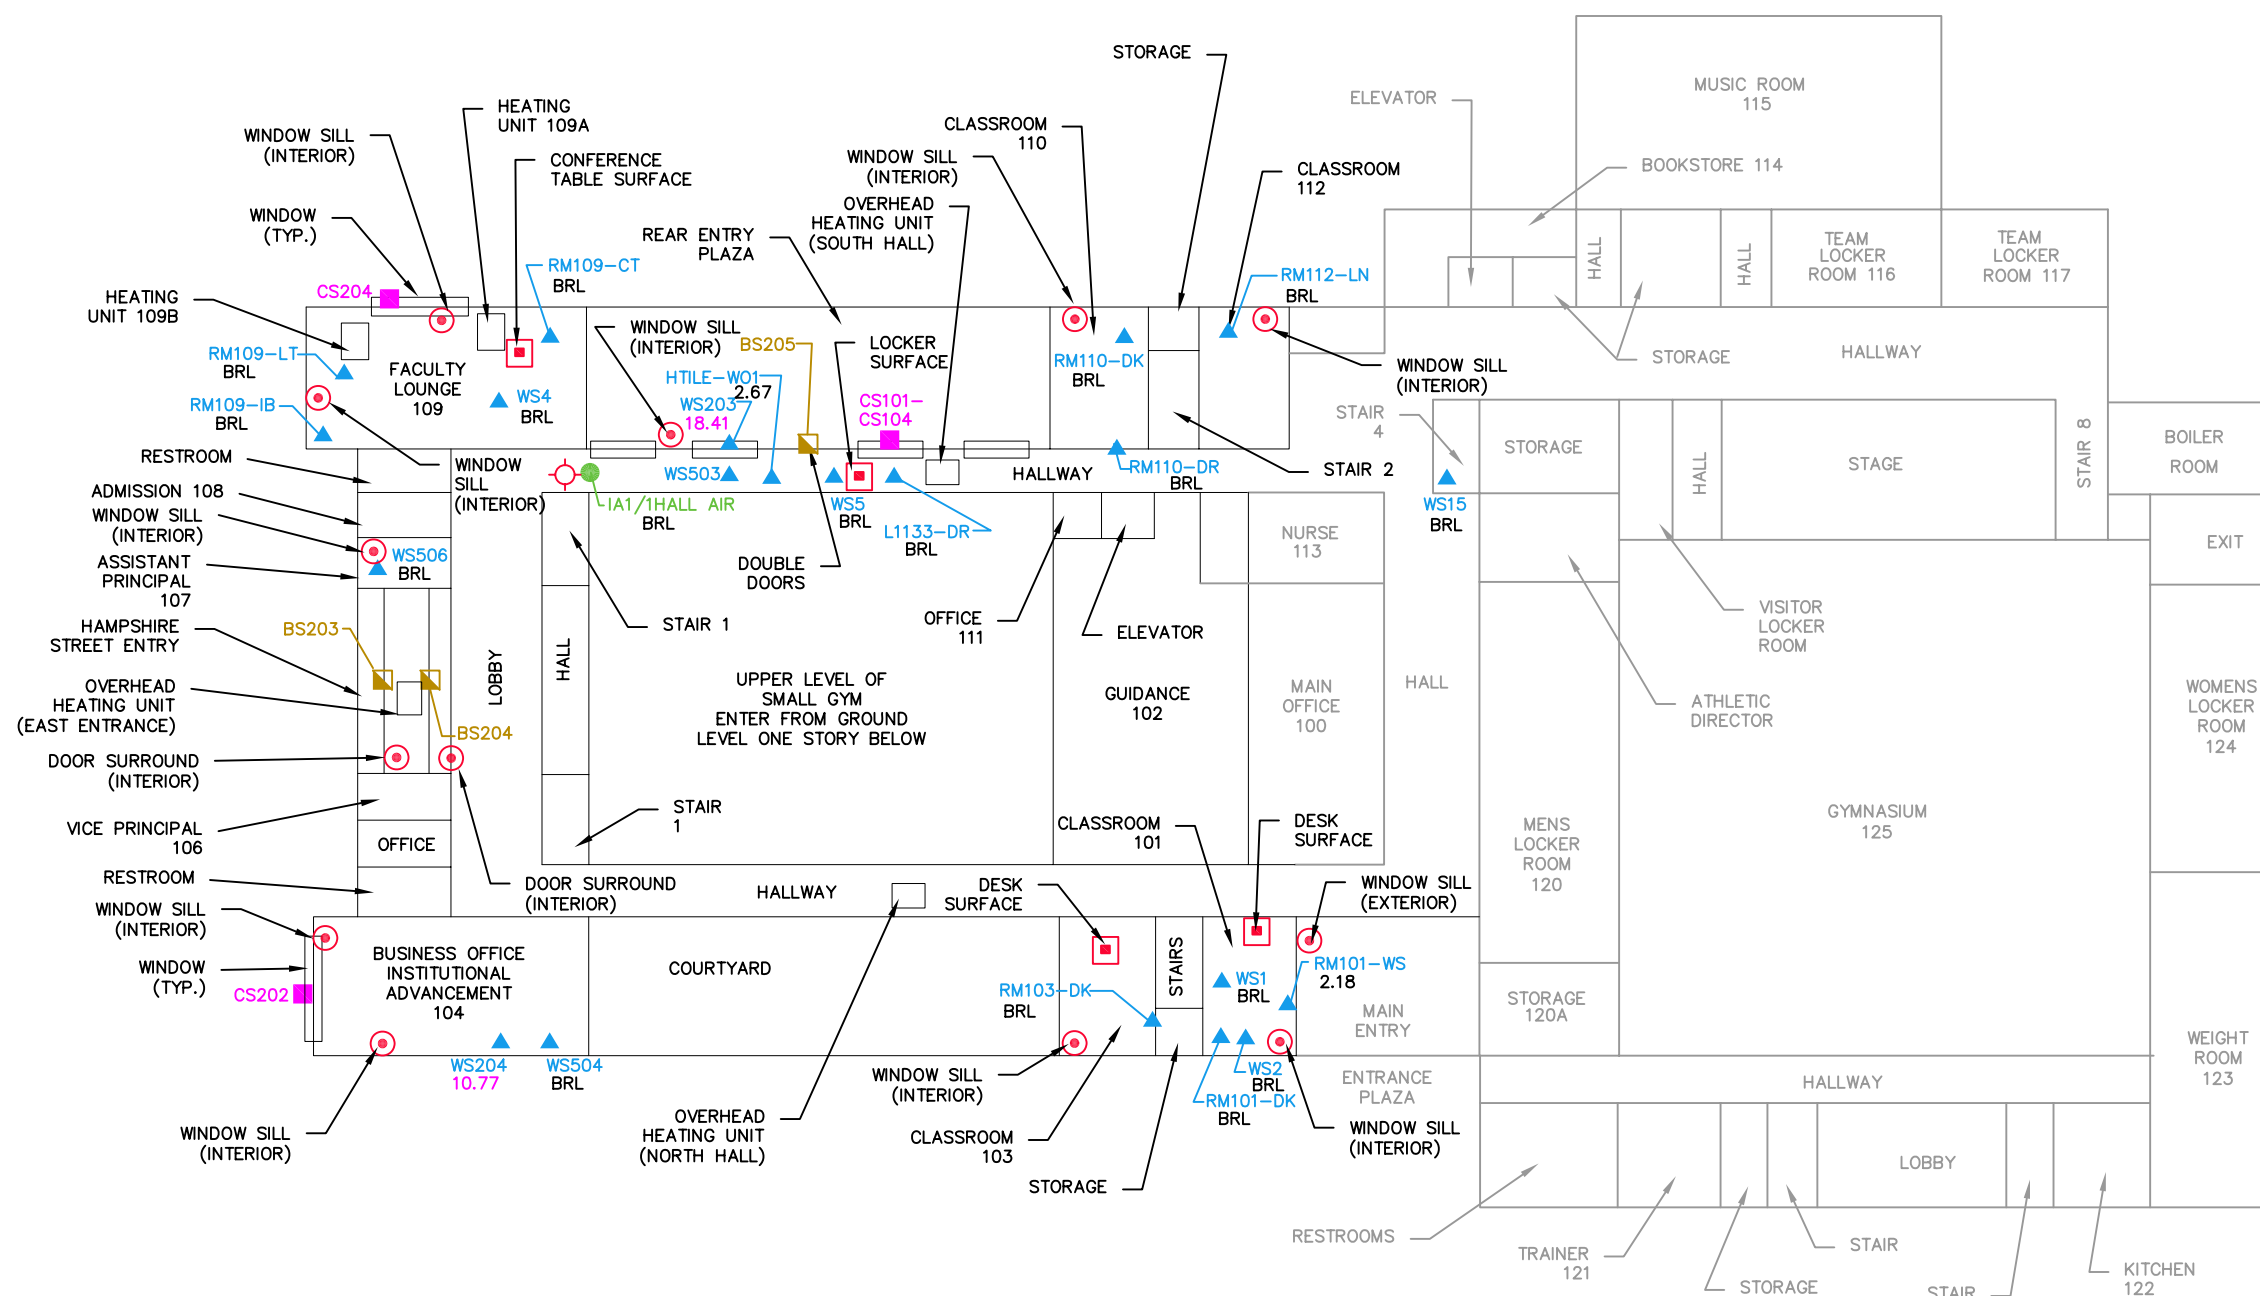 STORAGE
MUSIC ROOM
115
ELEVATOR
HEATING
UNIT 109A
WINDOW SILL
(INTERIOR)
CLASSROOM
110
CONFERENCE
TABLE SURFACE
WINDOW SILL
(INTERIOR)
BOOKSTORE 114
CLASSROOM
112
WINDOW
(TYP.)
OVERHEAD
HEATING UNIT
(SOUTH HALL)
REAR ENTRY
PLAZA
HALL
HALL
TEAM
LOCKER
ROOM 116
TEAM
LOCKER
ROOM 117
RM109-CT
BRL
RM112-LN
BRL
CS204
HEATING
UNIT 109B
WINDOW SILL
(INTERIOR)
BS205
LOCKER
SURFACE
RM109-LT
BRL
FACULTY
LOUNGE
109
RM110-DK
BRL
STORAGE
HALLWAY
WINDOW SILL
(INTERIOR)
HTILE-W01
2.67
WS203
18.41
CS101-
CS104
WS4
BRL
RM109-IB
BRL
STAIR
4
STORAGE
HALL
STAGE
STAIR 8
BOILER
ROOM
RESTROOM
WINDOW
SILL
(INTERIOR)
WS503
HALLWAY
RM110-DR
BRL
STAIR 2
ADMISSION 108
WINDOW SILL
(INTERIOR)
IA1/1HALL AIR
BRL
WS5
BRL
L1133-DR
BRL
WS15
BRL
NURSE
113
EXIT
WS506
BRL
ASSISTANT
PRINCIPAL
107
DOUBLE
DOORS
HAMPSHIRE
STREET ENTRY
BS203
STAIR 1
OFFICE
111
ELEVATOR
VISITOR
LOCKER
ROOM
LOBBY
HALL
OVERHEAD
HEATING UNIT
(EAST ENTRANCE)
UPPER LEVEL OF
SMALL GYM
ENTER FROM GROUND
LEVEL ONE STORY BELOW
GUIDANCE
102
MAIN
OFFICE
100
HALL
ATHLETIC
DIRECTOR
WOMENS
LOCKER
ROOM
124
BS204
DOOR SURROUND
(INTERIOR)
STAIR
1
VICE PRINCIPAL
106
OFFICE
CLASSROOM
101
DESK
SURFACE
MENS
LOCKER
ROOM
120
GYMNASIUM
125
RESTROOM
DOOR SURROUND
(INTERIOR)
HALLWAY
DESK
SURFACE
WINDOW SILL
(EXTERIOR)
WINDOW SILL
(INTERIOR)
BUSINESS OFFICE
INSTITUTIONAL
ADVANCEMENT
104
COURTYARD
STAIRS
WINDOW
(TYP.)
CS202
RM103-DK
BRL
WS1
BRL
RM101-WS
2.18
MAIN
ENTRY
STORAGE
120A
WS204
10.77
WS504
BRL
WINDOW SILL
(INTERIOR)
WS2
BRL
RM101-DK
BRL
ENTRANCE
PLAZA
HALLWAY
WEIGHT
ROOM
123
WINDOW SILL
(INTERIOR)
OVERHEAD
HEATING UNIT
(NORTH HALL)
CLASSROOM
103
WINDOW SILL
(INTERIOR)
LOBBY
STORAGE
RESTROOMS
TRAINER
121
STORAGE
STAIR
STAIR
KITCHEN
122